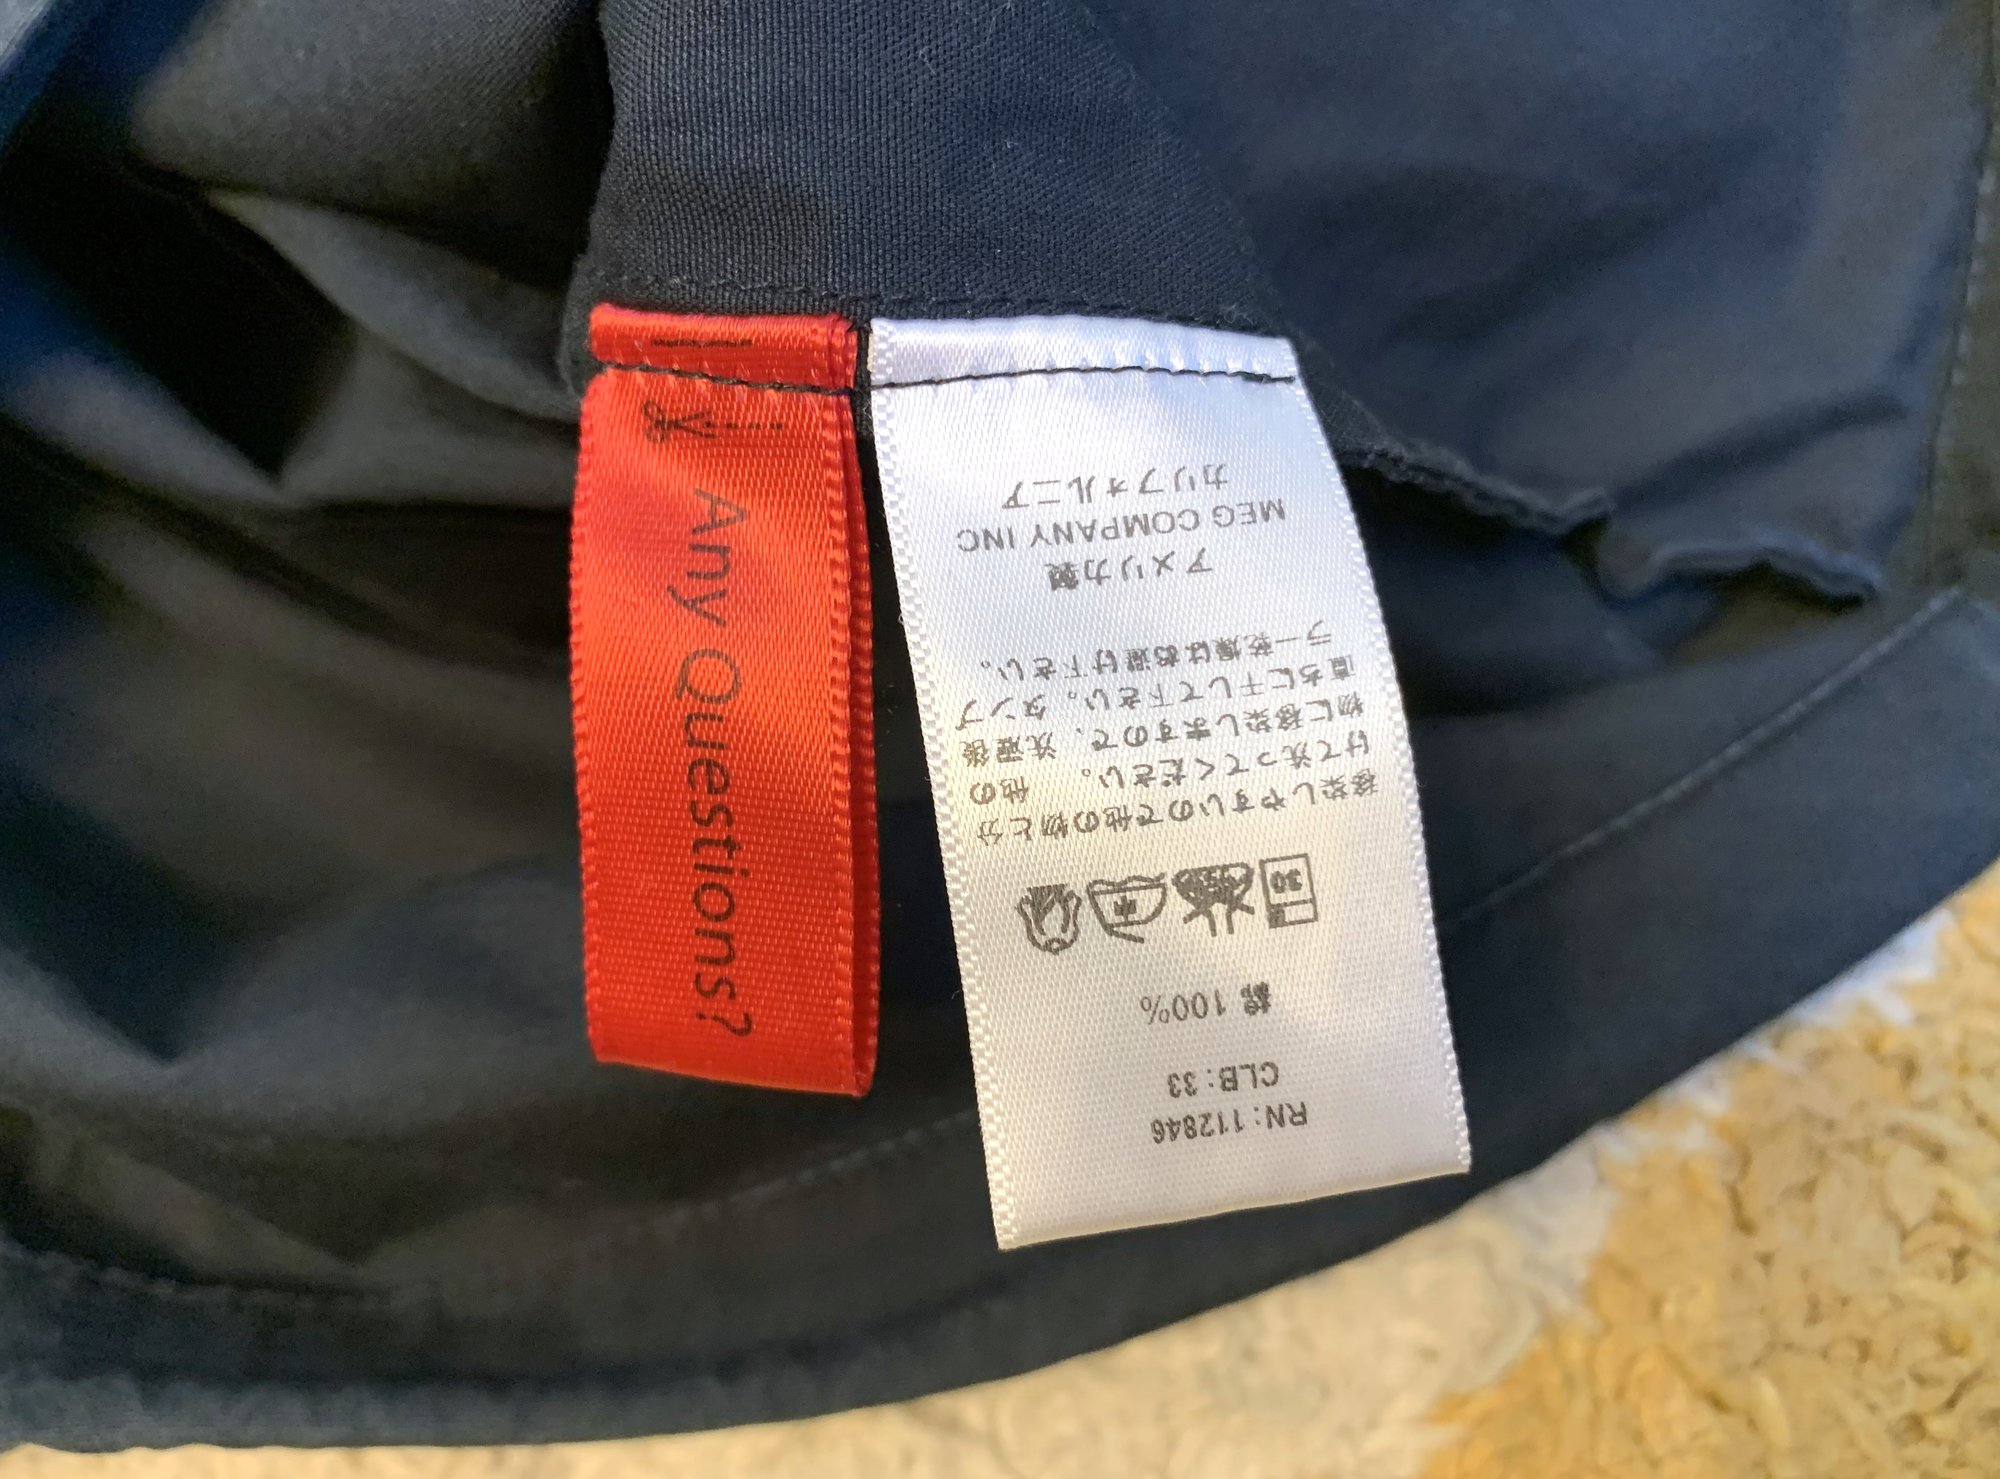 RN: 112846
CLB: 33
綿 100%
30 中
移染しやすいので他の物と分
けて洗ってください。 他の
物に移染しますので、洗濯後
直ちに干して下さい。 タンブ
ラー乾燥はお避け下さい。
アメリカ製
MEG COMPANY INC
カリフォルニア
Any Questions?